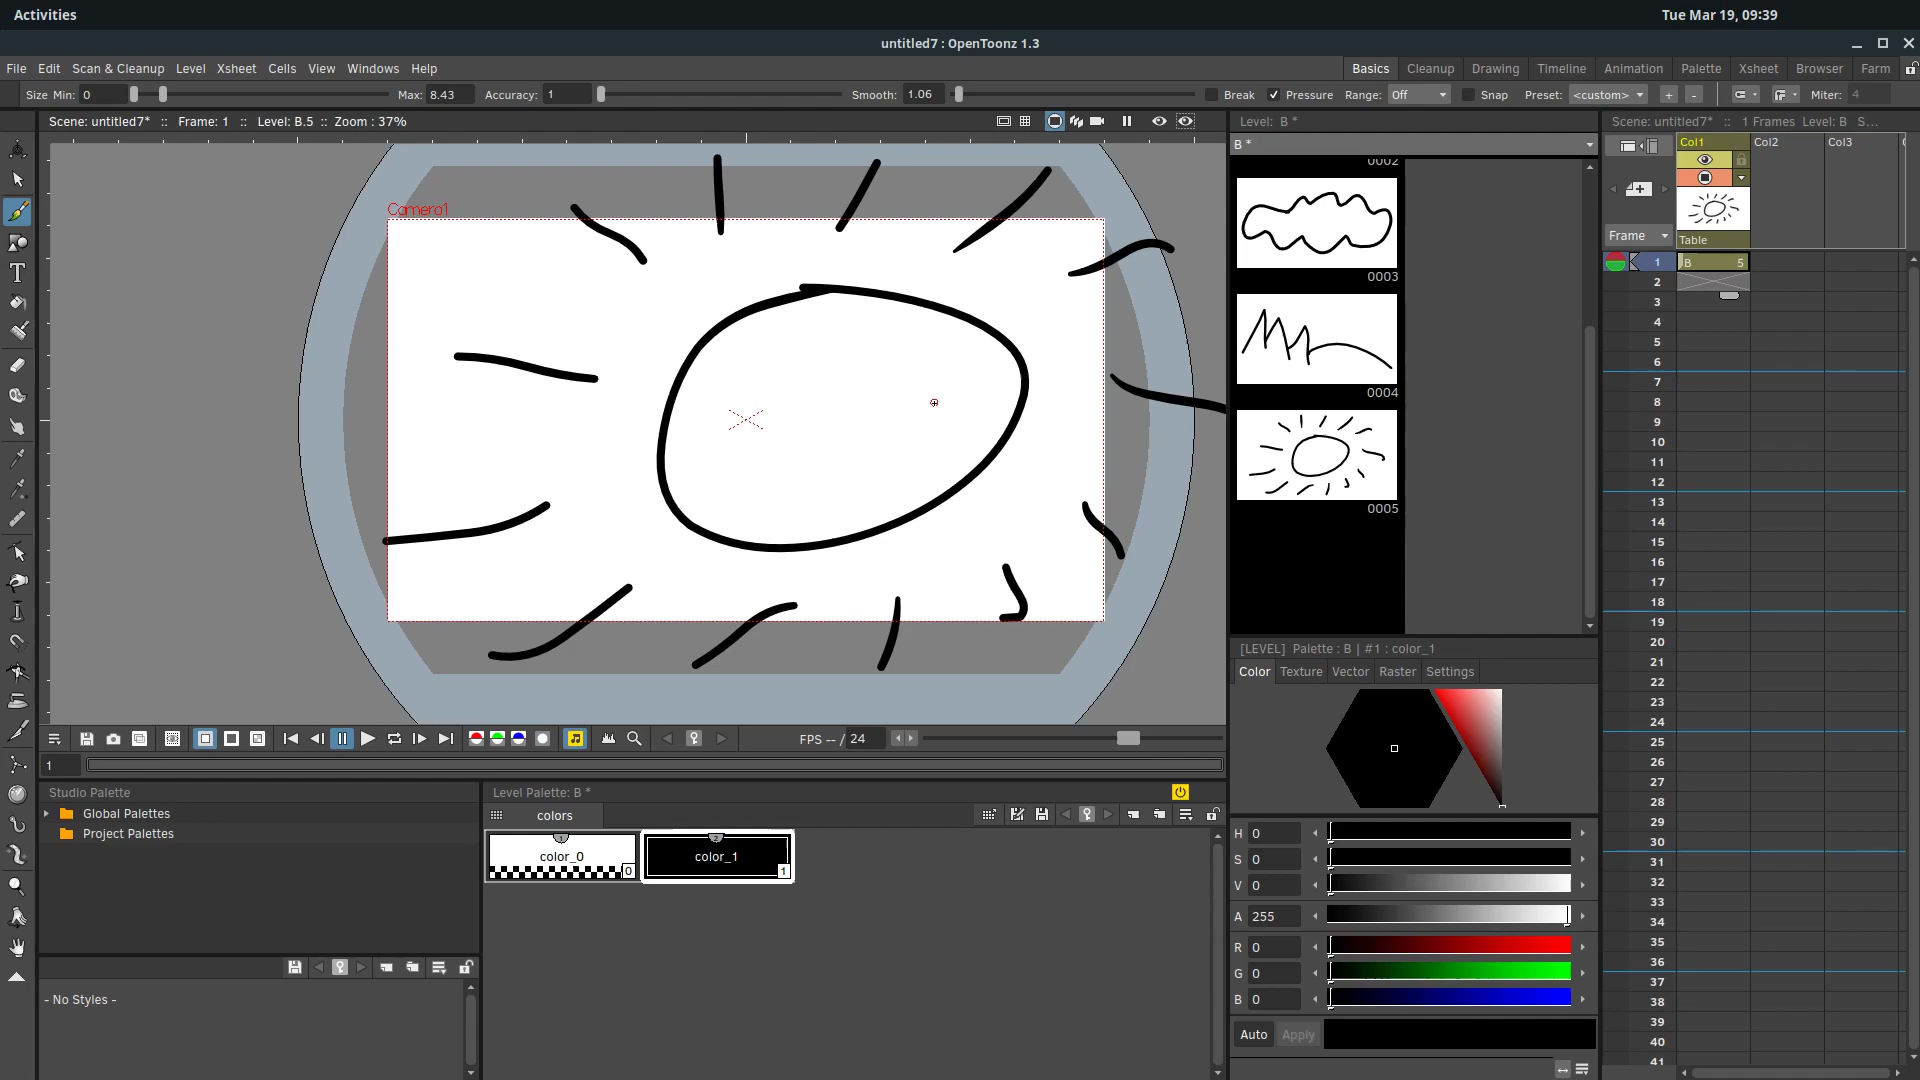 Activities
Tue Mar 19, 09:39
untitled7 : OpenToonz 1.3
File Edit Scan & Cleanup Level Xsheet Cells View Windows Help
Basics Cleanup Drawing Timeline Animation Palette Xsheet Browser Farm
Size Min: 0 Max: 8.43 Accuracy: 1 Smooth: 1.06 Break Pressure Range: Off Snap Preset: <custom> + - Miter: 4
Scene: untitled7* :: Frame: 1 :: Level: B.5 :: Zoom : 37%
Camera1
Level: B *
B *
0002
0003
0004
0005
Scene: untitled7* :: 1 Frames Level: B S...
Col1 Col2 Col3
Frame
Table
1 B 5
2
3
4
5
6
7
8
9
10
11
12
13
14
15
16
17
18
19
20
21
22
23
24
25
26
27
28
29
30
31
32
33
34
35
36
37
38
39
40
41
[LEVEL] Palette : B | #1 : color_1
Color Texture Vector Raster Settings
H 0
S 0
V 0
A 255
R 0
G 0
B 0
Auto Apply
FPS -- / 24
1
Studio Palette
Global Palettes
Project Palettes
- No Styles -
Level Palette: B *
colors
1 color_0 0
2 color_1 1